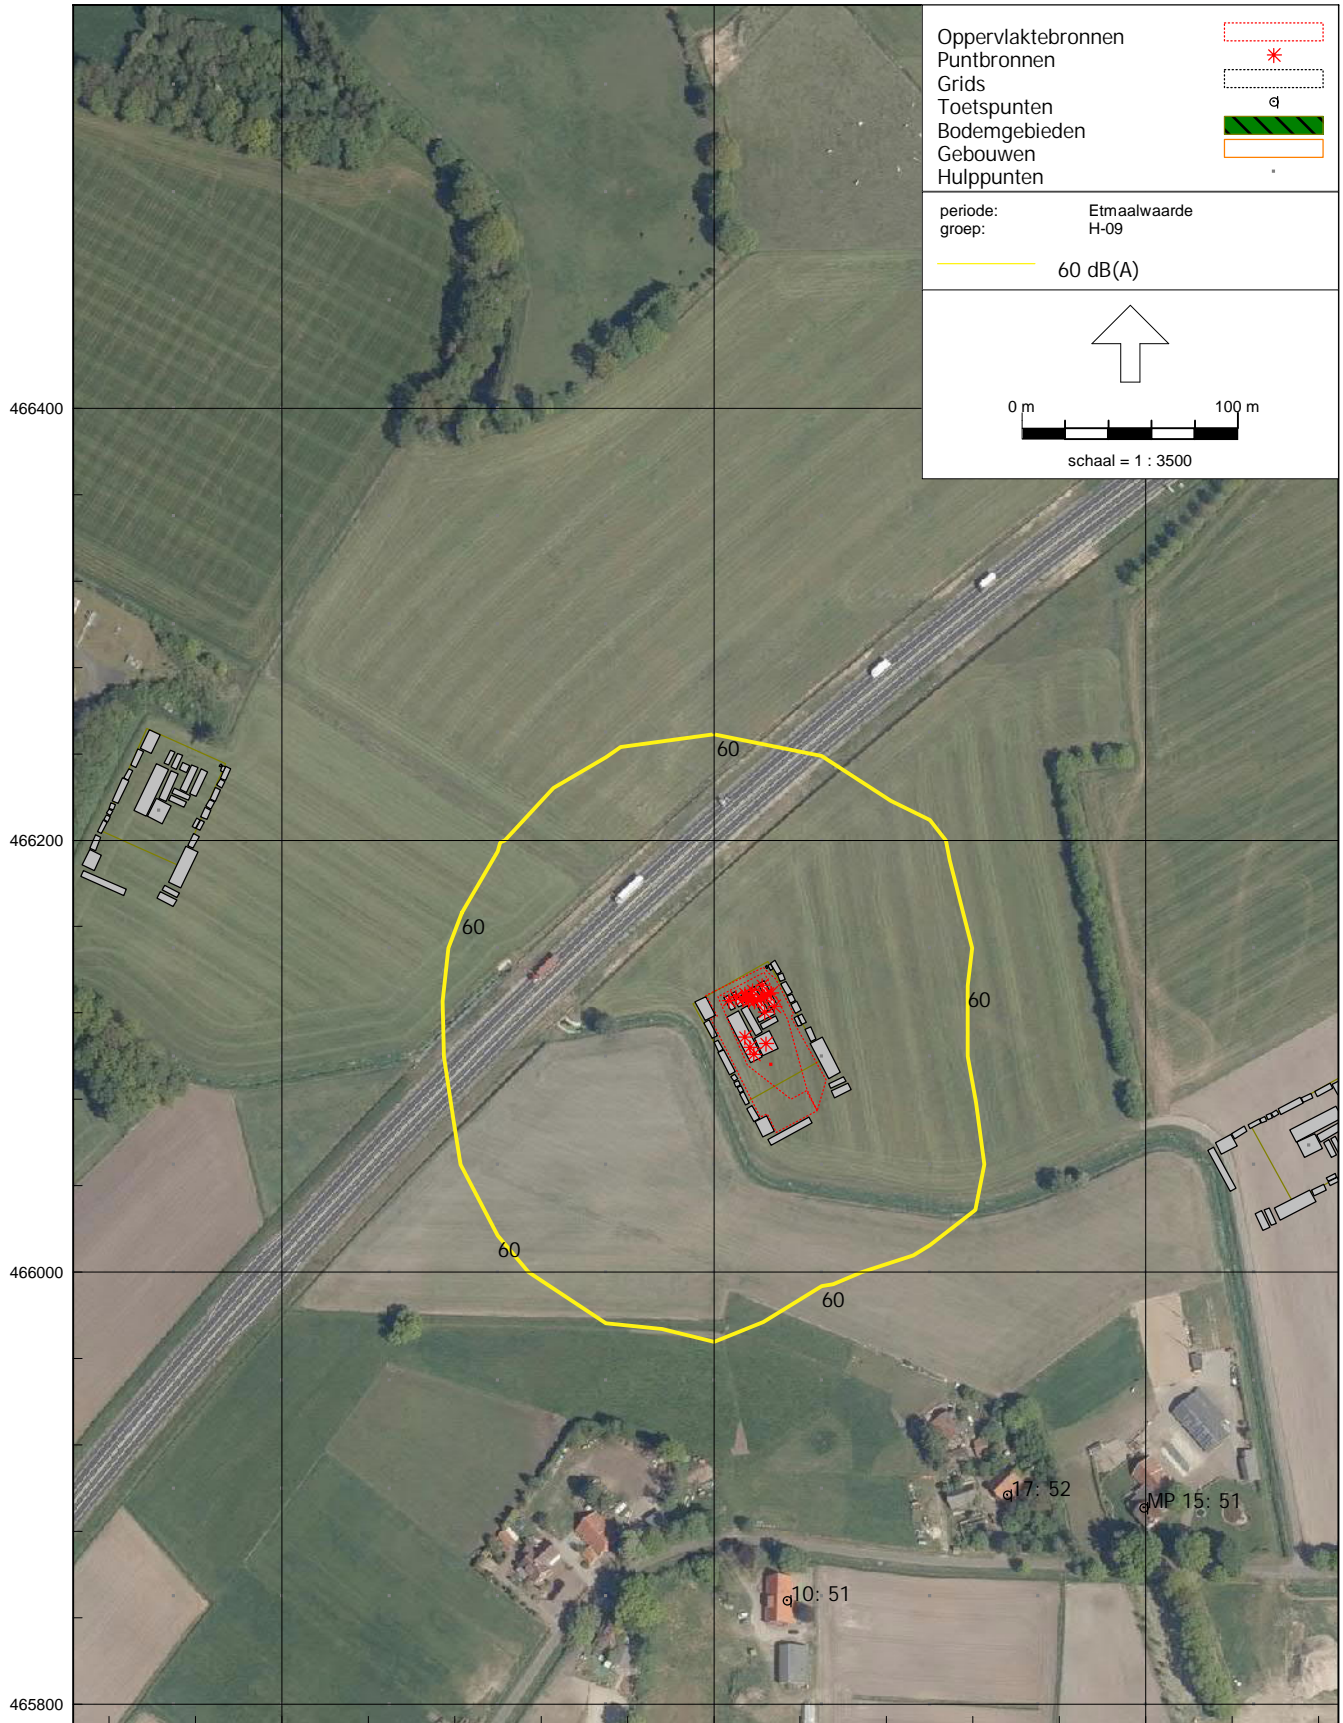 Oppervlaktebronnen
Puntbronnen
Grids
Toetspunten
Bodemgebieden
Gebouwen
Hulppunten
periode: Etmaalwaarde
groep: H-09
60 dB(A)
0 m 100 m
schaal = 1 : 3500
466400
60
466200
60
60
60
466000
60
17: 52
MP 15: 51
10: 51
465800